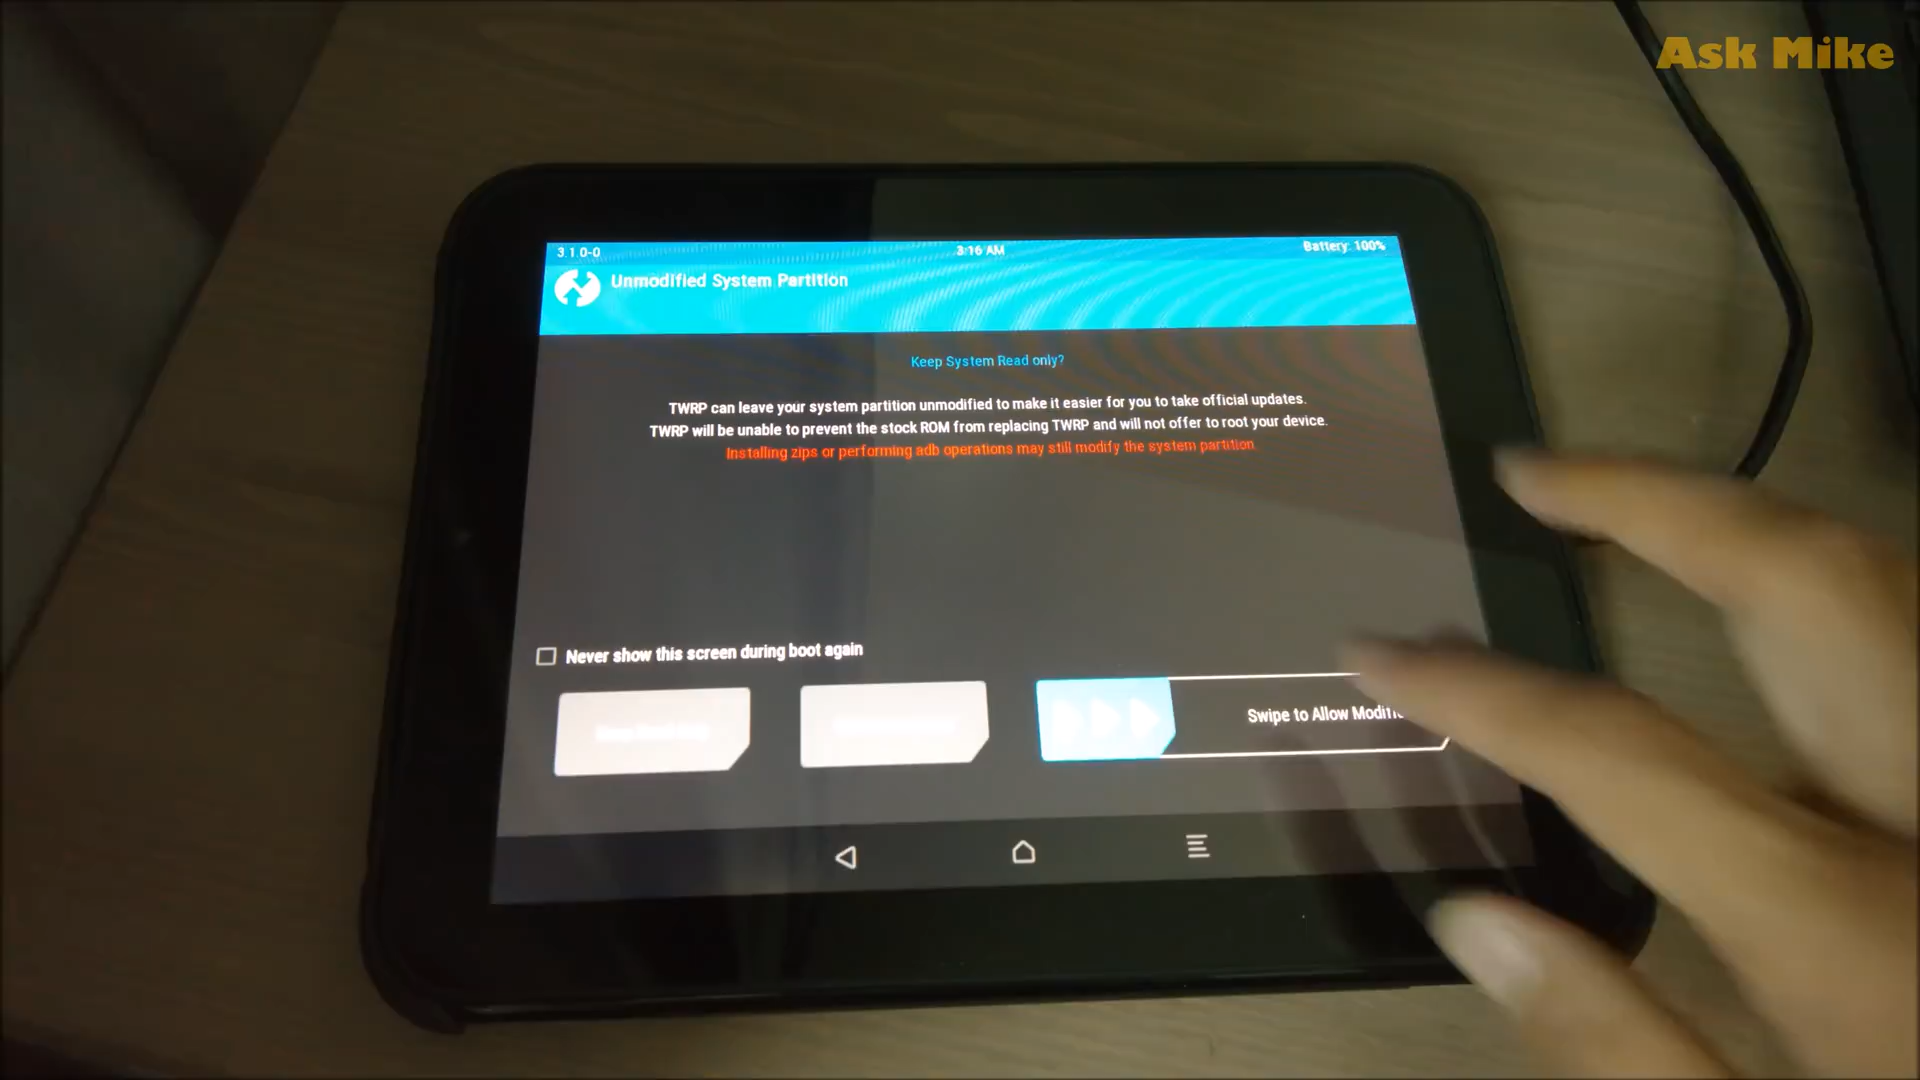 Ask Mike
3.1.0-0
3:16 AM
Battery: 100%
Unmodified System Partition
Keep System Read only?
TWRP can leave your system partition unmodified to make it easier for you to take official updates.
TWRP will be unable to prevent the stock ROM from replacing TWRP and will not offer to root your device.
Installing zips or performing adb operations may still modify the system partition.
Never show this screen during boot again
Swipe to Allow